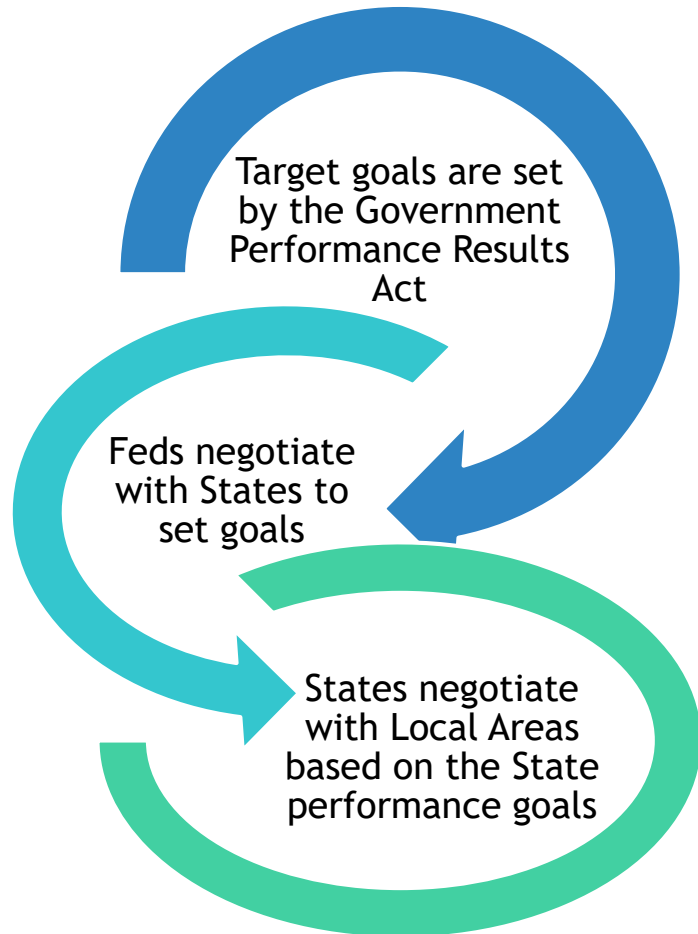 Target goals are set
by the Government
Performance Results
Act
Feds negotiate
with States to
set goals
States negotiate
with Local Areas
based on the State
performance goals